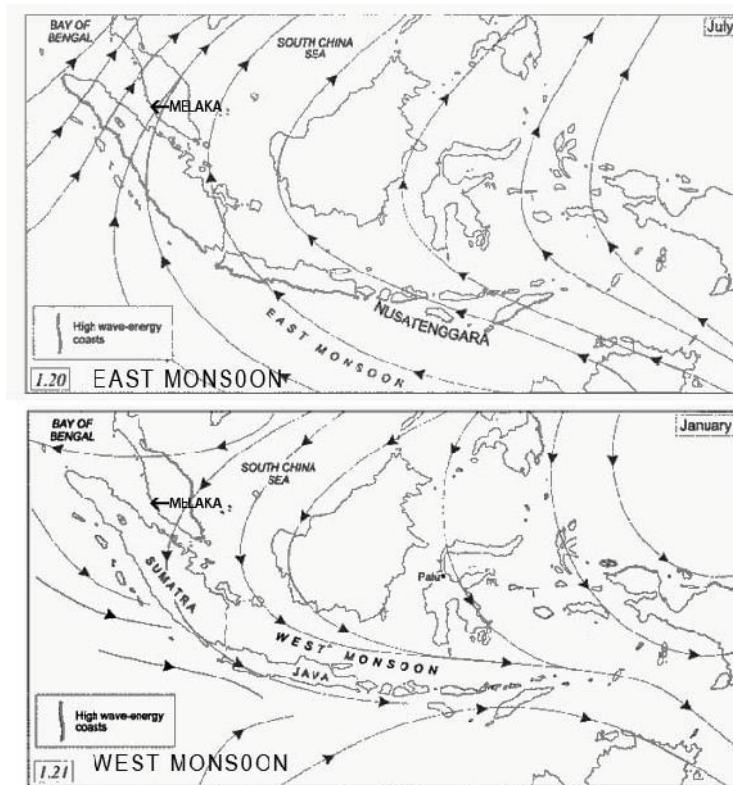 BAY OF
BENGAL
SOUTH CHINA
SEA
July
MELAKA
NUSATENGGARA
EAST MONSOON
High wave-energy
coasts
1.20
EAST MONSOON
BAY OF
BENGAL
January
SOUTH CHINA
SEA
MELAKA
SUMATRA
Palu
WEST MONSOON
JAVA
High wave-energy
coasts
1.21
WEST MONSOON